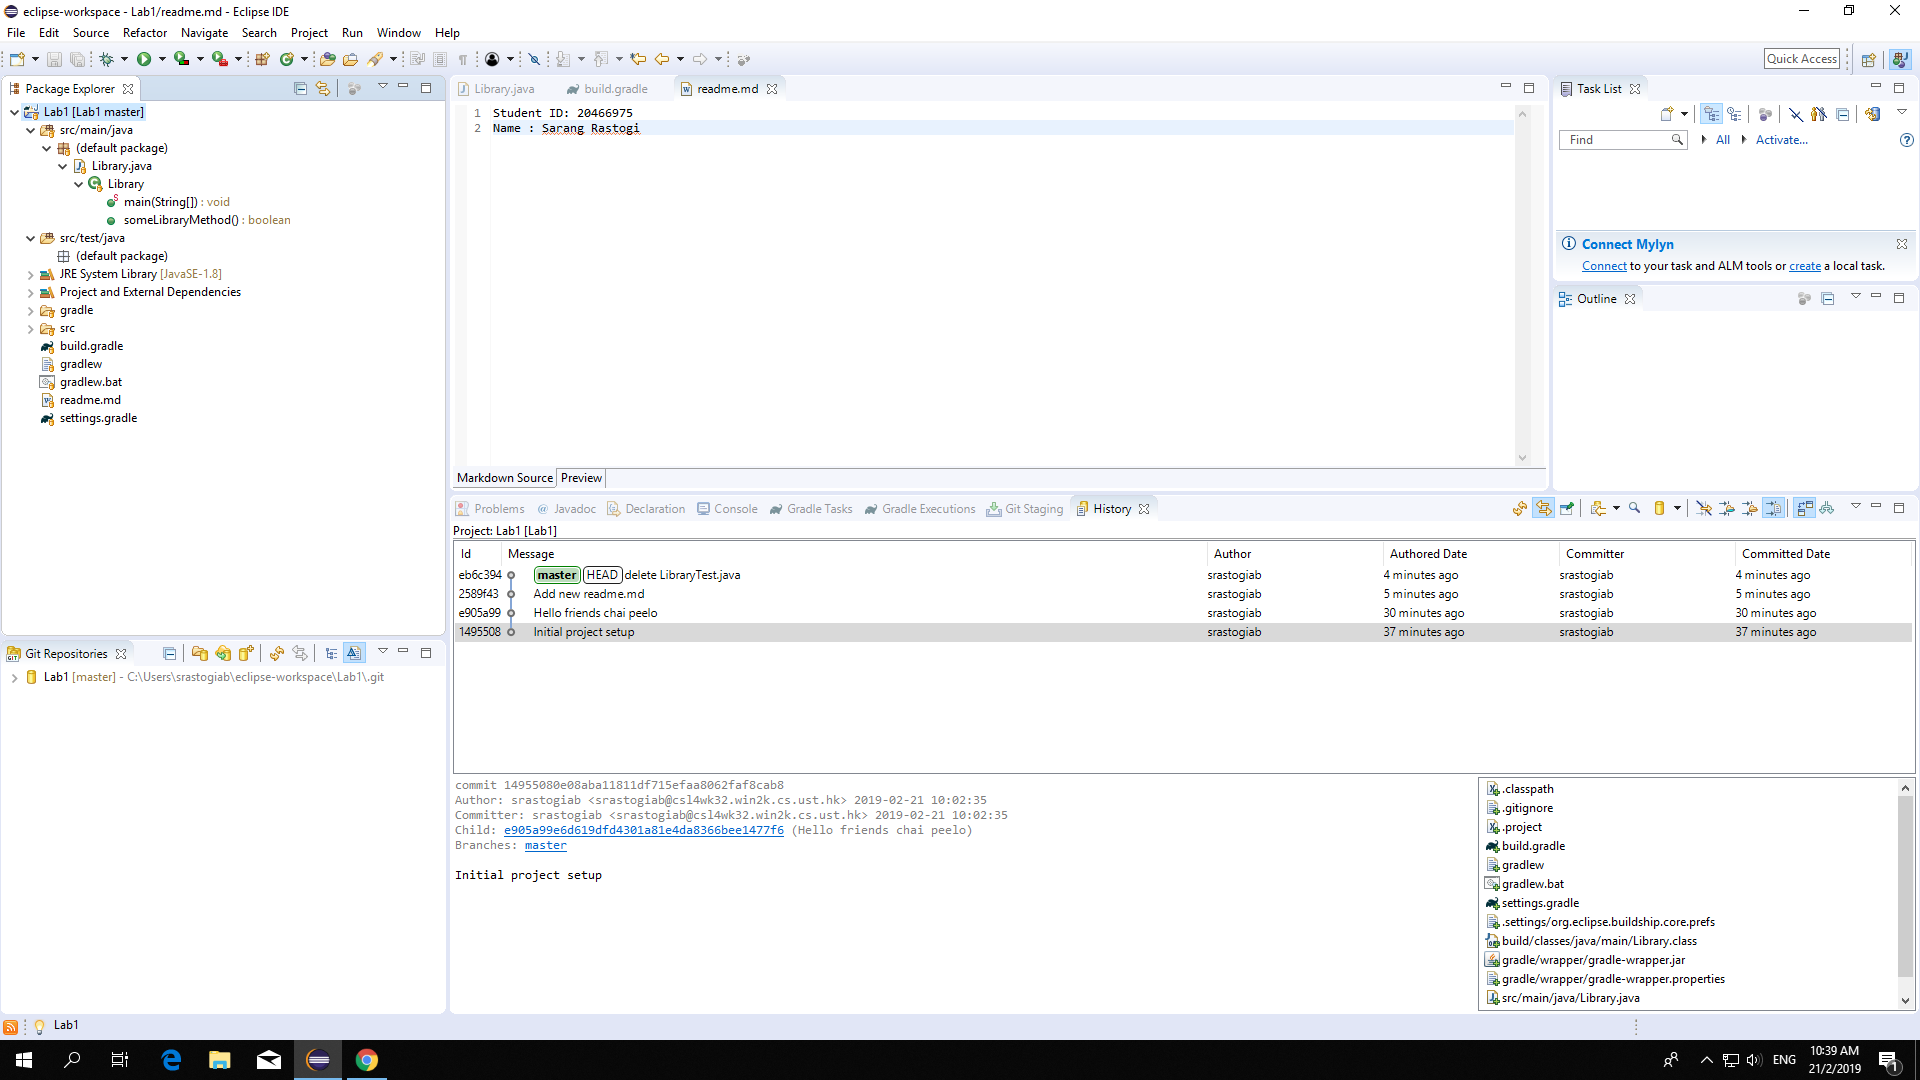 eclipse-workspace - Lab1/readme.md - Eclipse IDE
File Edit Source Refactor Navigate Search Project Run Window Help
Quick Access
Package Explorer
Lab1 [Lab1 master]
src/main/java
(default package)
Library.java
Library
main(String[]) : void
someLibraryMethod() : boolean
src/test/java
(default package)
JRE System Library [JavaSE-1.8]
Project and External Dependencies
gradle
src
build.gradle
gradlew
gradlew.bat
readme.md
settings.gradle
Git Repositories
Lab1 [master] - C:\Users\srastogiab\eclipse-workspace\Lab1\.git
Library.java build.gradle readme.md
1 Student ID: 20466975
2 Name : Sarang Rastogi
Markdown Source Preview
Task List
Find All Activate...
Connect Mylyn
Connect to your task and ALM tools or create a local task.
Outline
Problems @ Javadoc Declaration Console Gradle Tasks Gradle Executions Git Staging History
Project: Lab1 [Lab1]
Id Message Author Authored Date Committer Committed Date
eb6c394 master HEAD delete LibraryTest.java srastogiab 4 minutes ago srastogiab 4 minutes ago
2589f43 Add new readme.md srastogiab 5 minutes ago srastogiab 5 minutes ago
e905a99 Hello friends chai peelo srastogiab 30 minutes ago srastogiab 30 minutes ago
1495508 Initial project setup srastogiab 37 minutes ago srastogiab 37 minutes ago
commit 14955080e08aba11811df715efaa8062faf8cab8
Author: srastogiab <srastogiab@csl4wk32.win2k.cs.ust.hk> 2019-02-21 10:02:35
Committer: srastogiab <srastogiab@csl4wk32.win2k.cs.ust.hk> 2019-02-21 10:02:35
Child: e905a99e6d619dfd4301a81e4da8366bee1477f6 (Hello friends chai peelo)
Branches: master
Initial project setup
.classpath
.gitignore
.project
build.gradle
gradlew
gradlew.bat
settings.gradle
.settings/org.eclipse.buildship.core.prefs
build/classes/java/main/Library.class
gradle/wrapper/gradle-wrapper.jar
gradle/wrapper/gradle-wrapper.properties
src/main/java/Library.java
Lab1
ENG
10:39 AM
21/2/2019
1